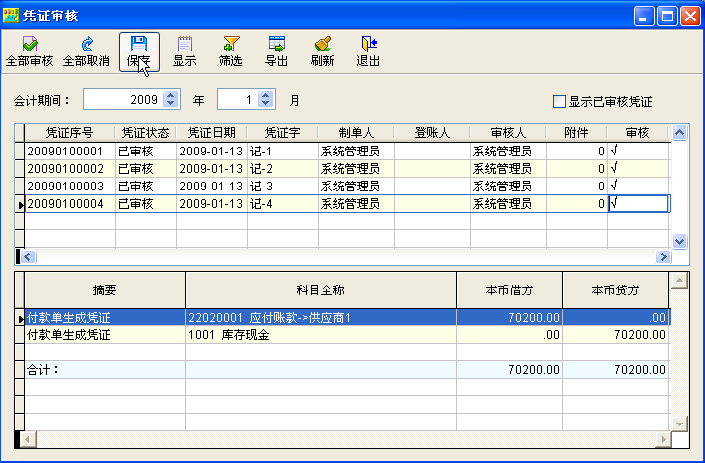 凭证审核
全部审核 全部取消 保存 显示 筛选 导出 刷新 退出
会计期间： 2009 年 1 月 显示已审核凭证
凭证序号 凭证状态 凭证日期 凭证字 制单人 登账人 审核人 附件 审核
20090100001 已审核 2009-01-13 记-1 系统管理员 系统管理员 0 √
20090100002 已审核 2009-01-13 记-2 系统管理员 系统管理员 0 √
20090100003 已审核 2009 01 13 记 3 系统管理员 系统管理员 0 √
20090100004 已审核 2009-01-13 记-4 系统管理员 系统管理员 0 √
摘要 科目全称 本币借方 本币贷方
付款单生成凭证 22020001 应付账款->供应商1 70200.00 .00
付款单生成凭证 1001 库存现金 .00 70200.00
合计： 70200.00 70200.00